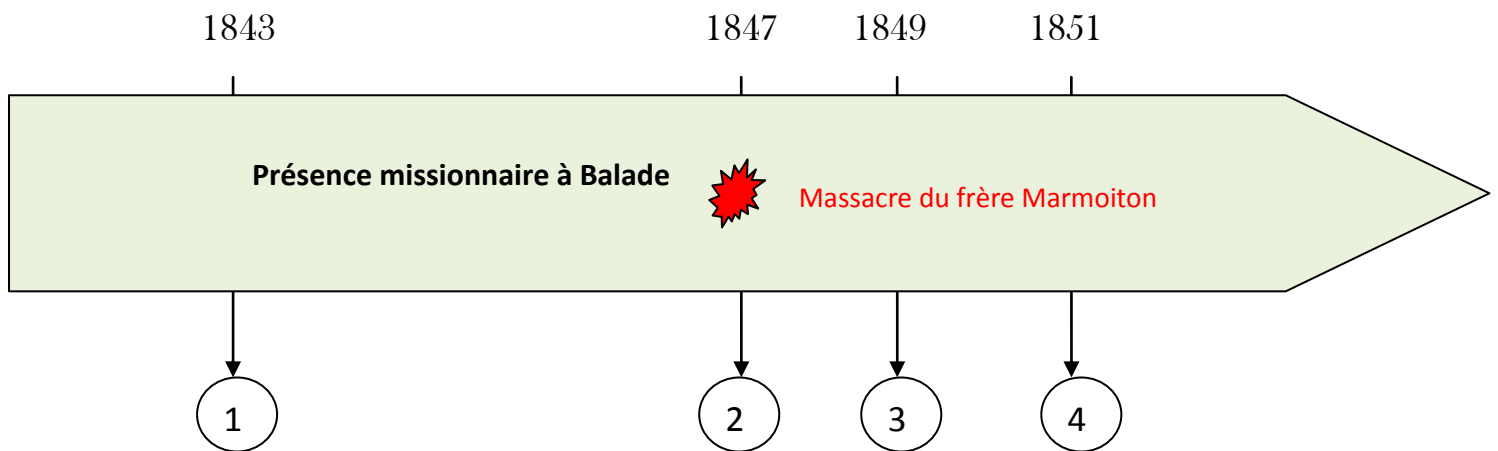 1843 1847 1849 1851
Présence missionnaire à Balade
Massacre du frère Marmoiton
1 2 3 4